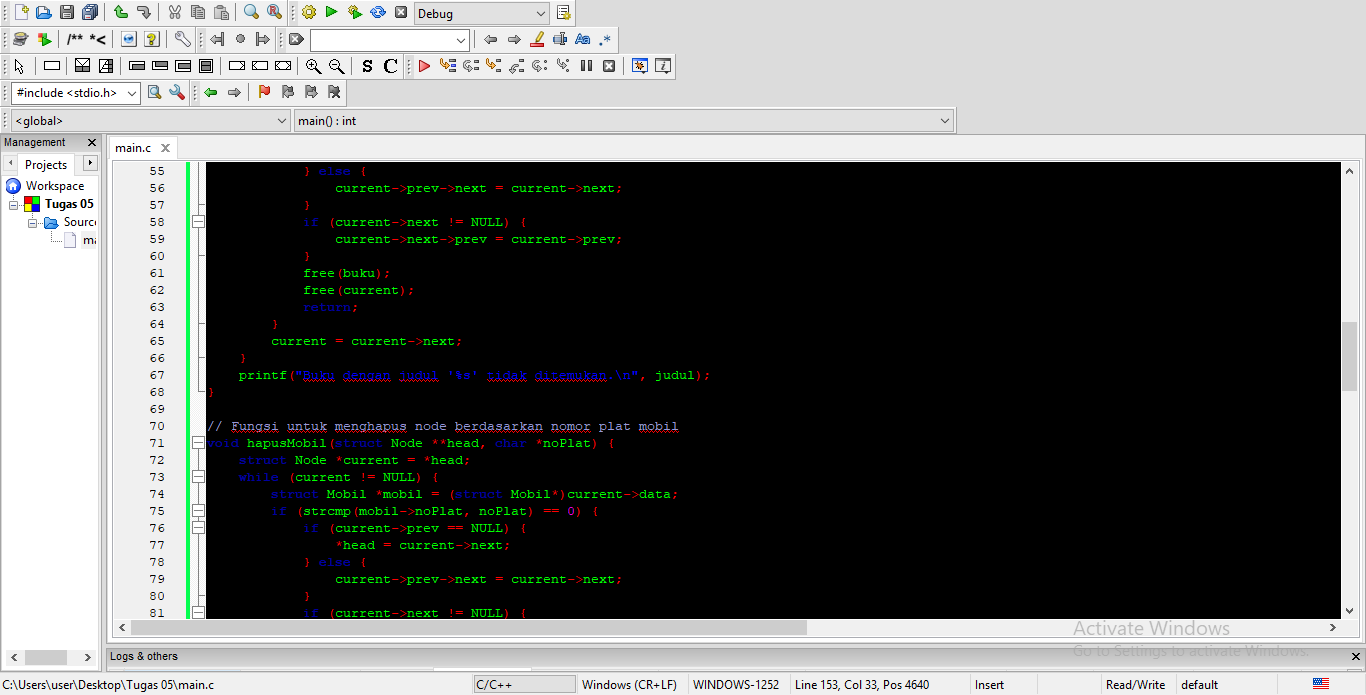 Debug
/** *<
Aa .*
S C
#include <stdio.h>
<global>
main() : int
Management
main.c
Projects
Workspace
Tugas 05
Sourc
ma
55 } else {
56 current->prev->next = current->next;
57 }
58 if (current->next != NULL) {
59 current->next->prev = current->prev;
60 }
61 free(buku);
62 free(current);
63 return;
64 }
65 current = current->next;
66 }
67 printf("Buku dengan judul '%s' tidak ditemukan.\n", judul);
68 }
69
70 // Fungsi untuk menghapus node berdasarkan nomor plat mobil
71 void hapusMobil(struct Node **head, char *noPlat) {
72 struct Node *current = *head;
73 while (current != NULL) {
74 struct Mobil *mobil = (struct Mobil*)current->data;
75 if (strcmp(mobil->noPlat, noPlat) == 0) {
76 if (current->prev == NULL) {
77 *head = current->next;
78 } else {
79 current->prev->next = current->next;
80 }
81 if (current->next != NULL) {
Activate Windows
Go to Settings to activate Windows.
Logs & others
C:\Users\user\Desktop\Tugas 05\main.c
C/C++
Windows (CR+LF)
WINDOWS-1252
Line 153, Col 33, Pos 4640
Insert
Read/Write
default